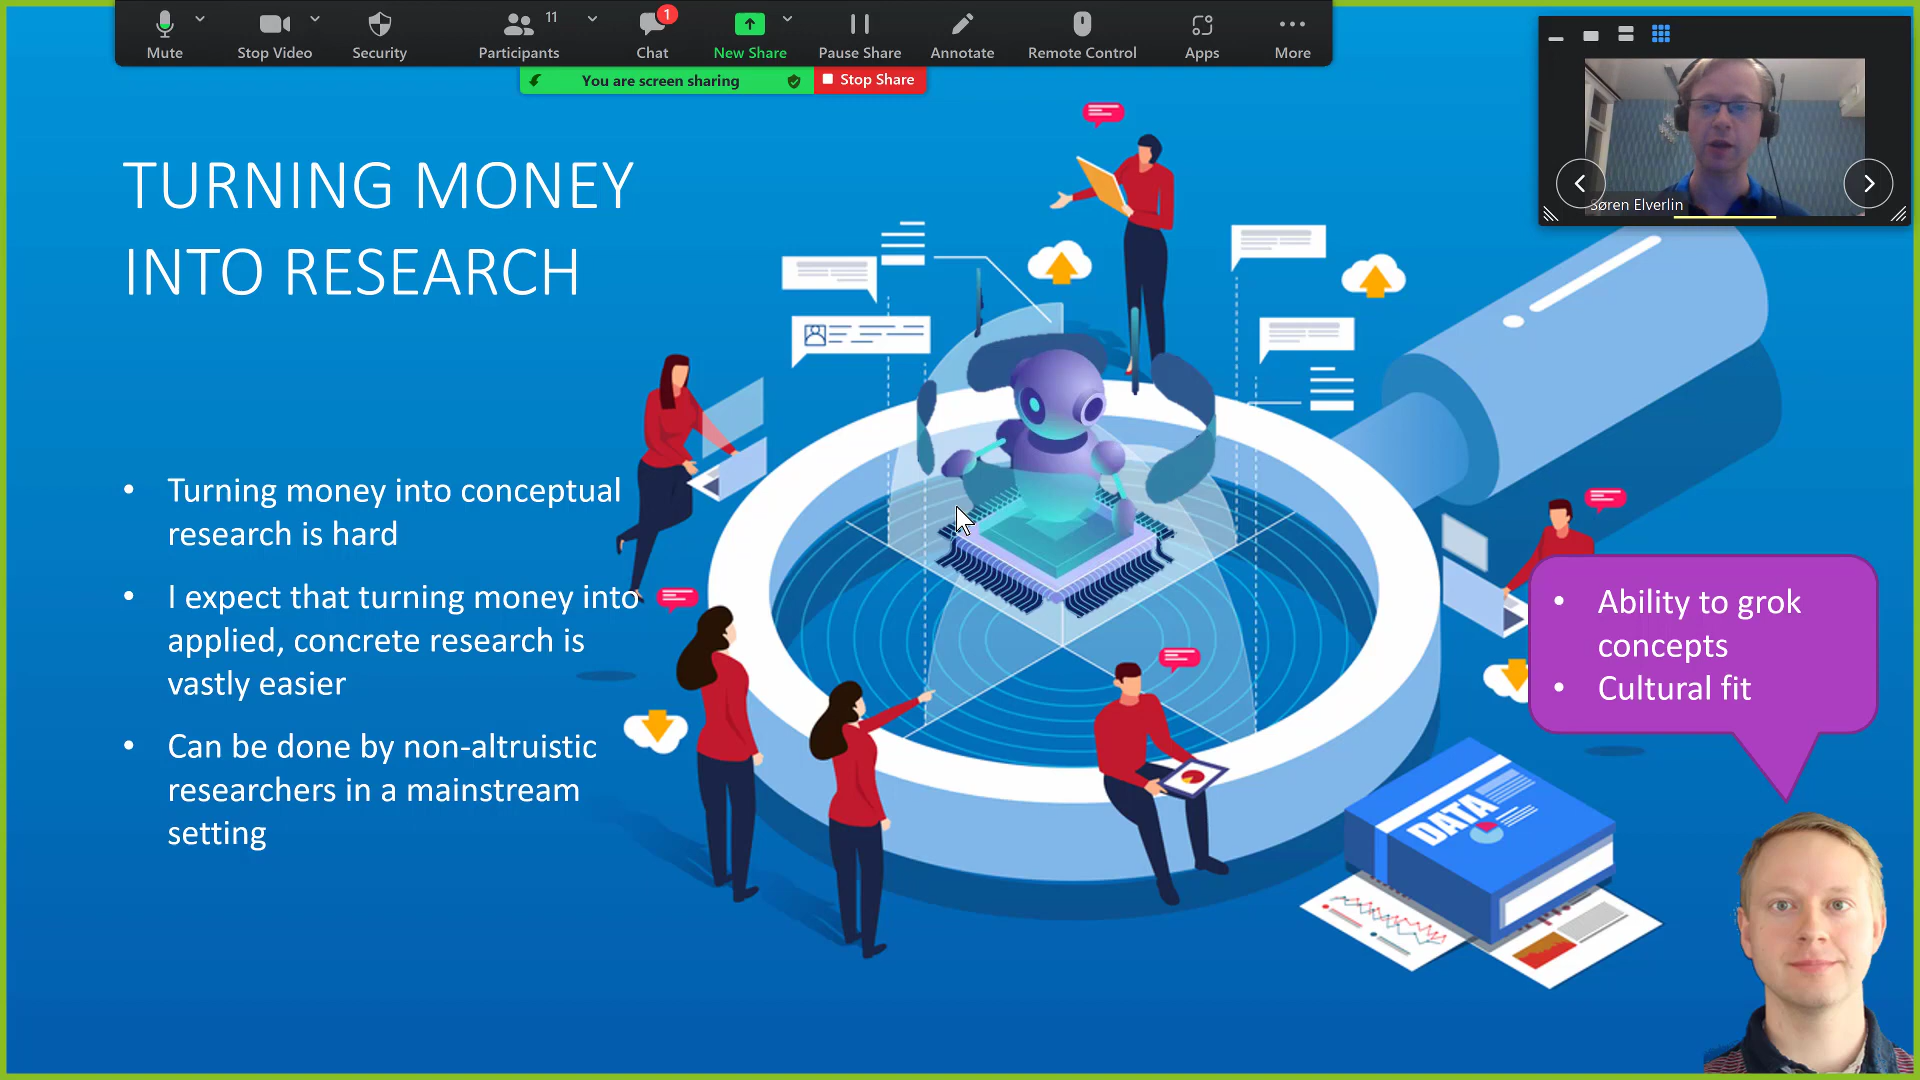 Mute
Stop Video
Security
Participants
11
Chat
1
New Share
Pause Share
Annotate
Remote Control
Apps
More
You are screen sharing
Stop Share
Søren Elverlin
TURNING MONEY
INTO RESEARCH
• Turning money into conceptual
research is hard
• I expect that turning money into
applied, concrete research is
vastly easier
• Can be done by non-altruistic
researchers in a mainstream
setting
• Ability to grok
concepts
• Cultural fit
DATA